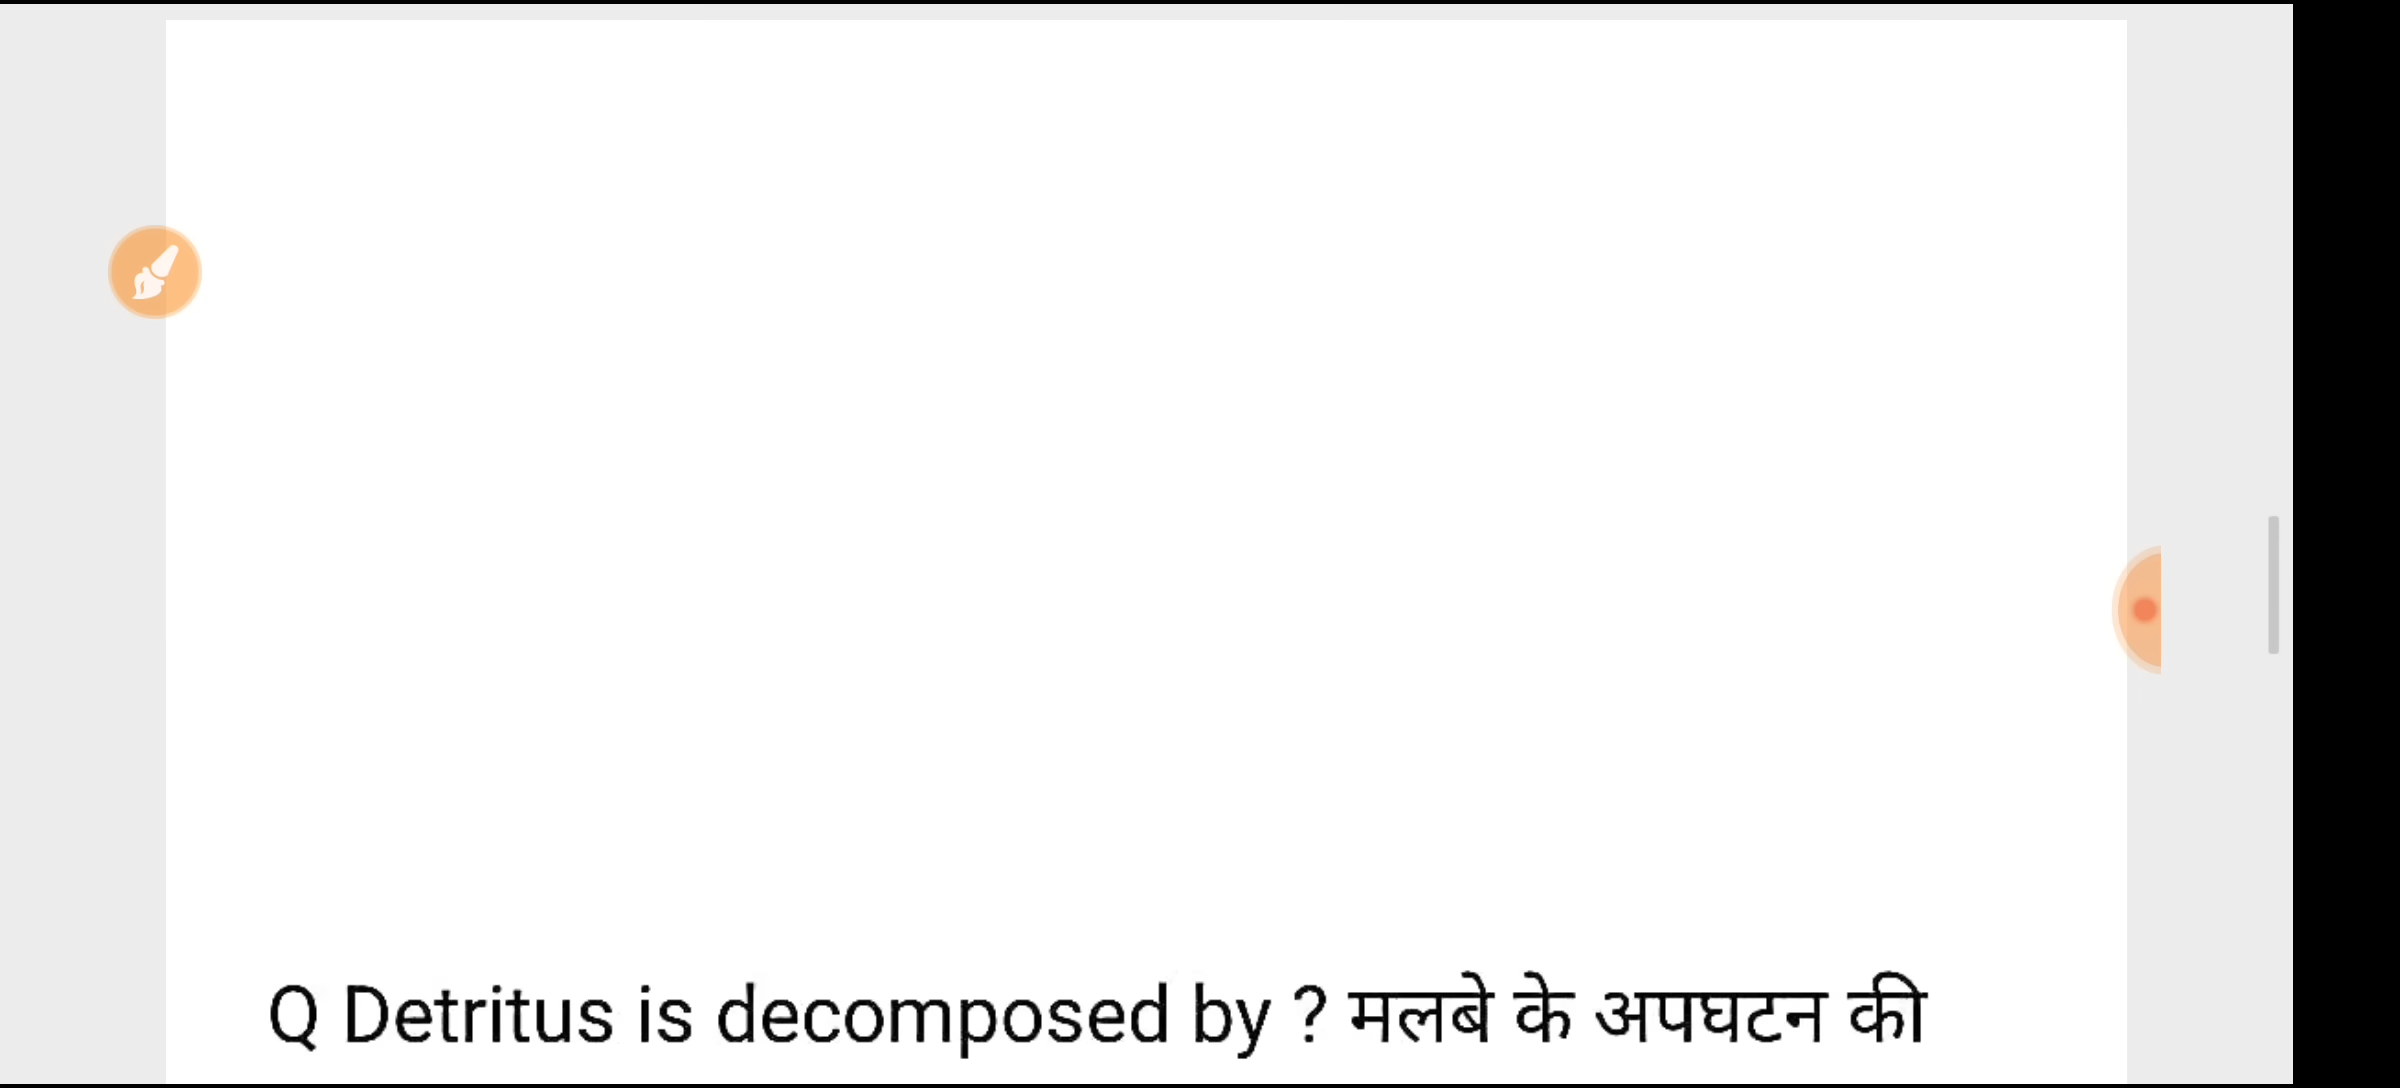 Q Detritus is decomposed by ? मलबे के अपघटन की